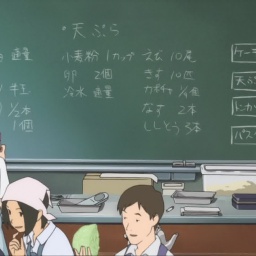 ・天ぷら
適量
小麦粉 1カップ
えび 10尾
卵 2個
きす 10匹
冷水 適量
カボチャ 1/4個
なす 2本
ししとう 5本
半玉
1/2本
1個
ケーキ
天ぷ
トンカツ
パスタ